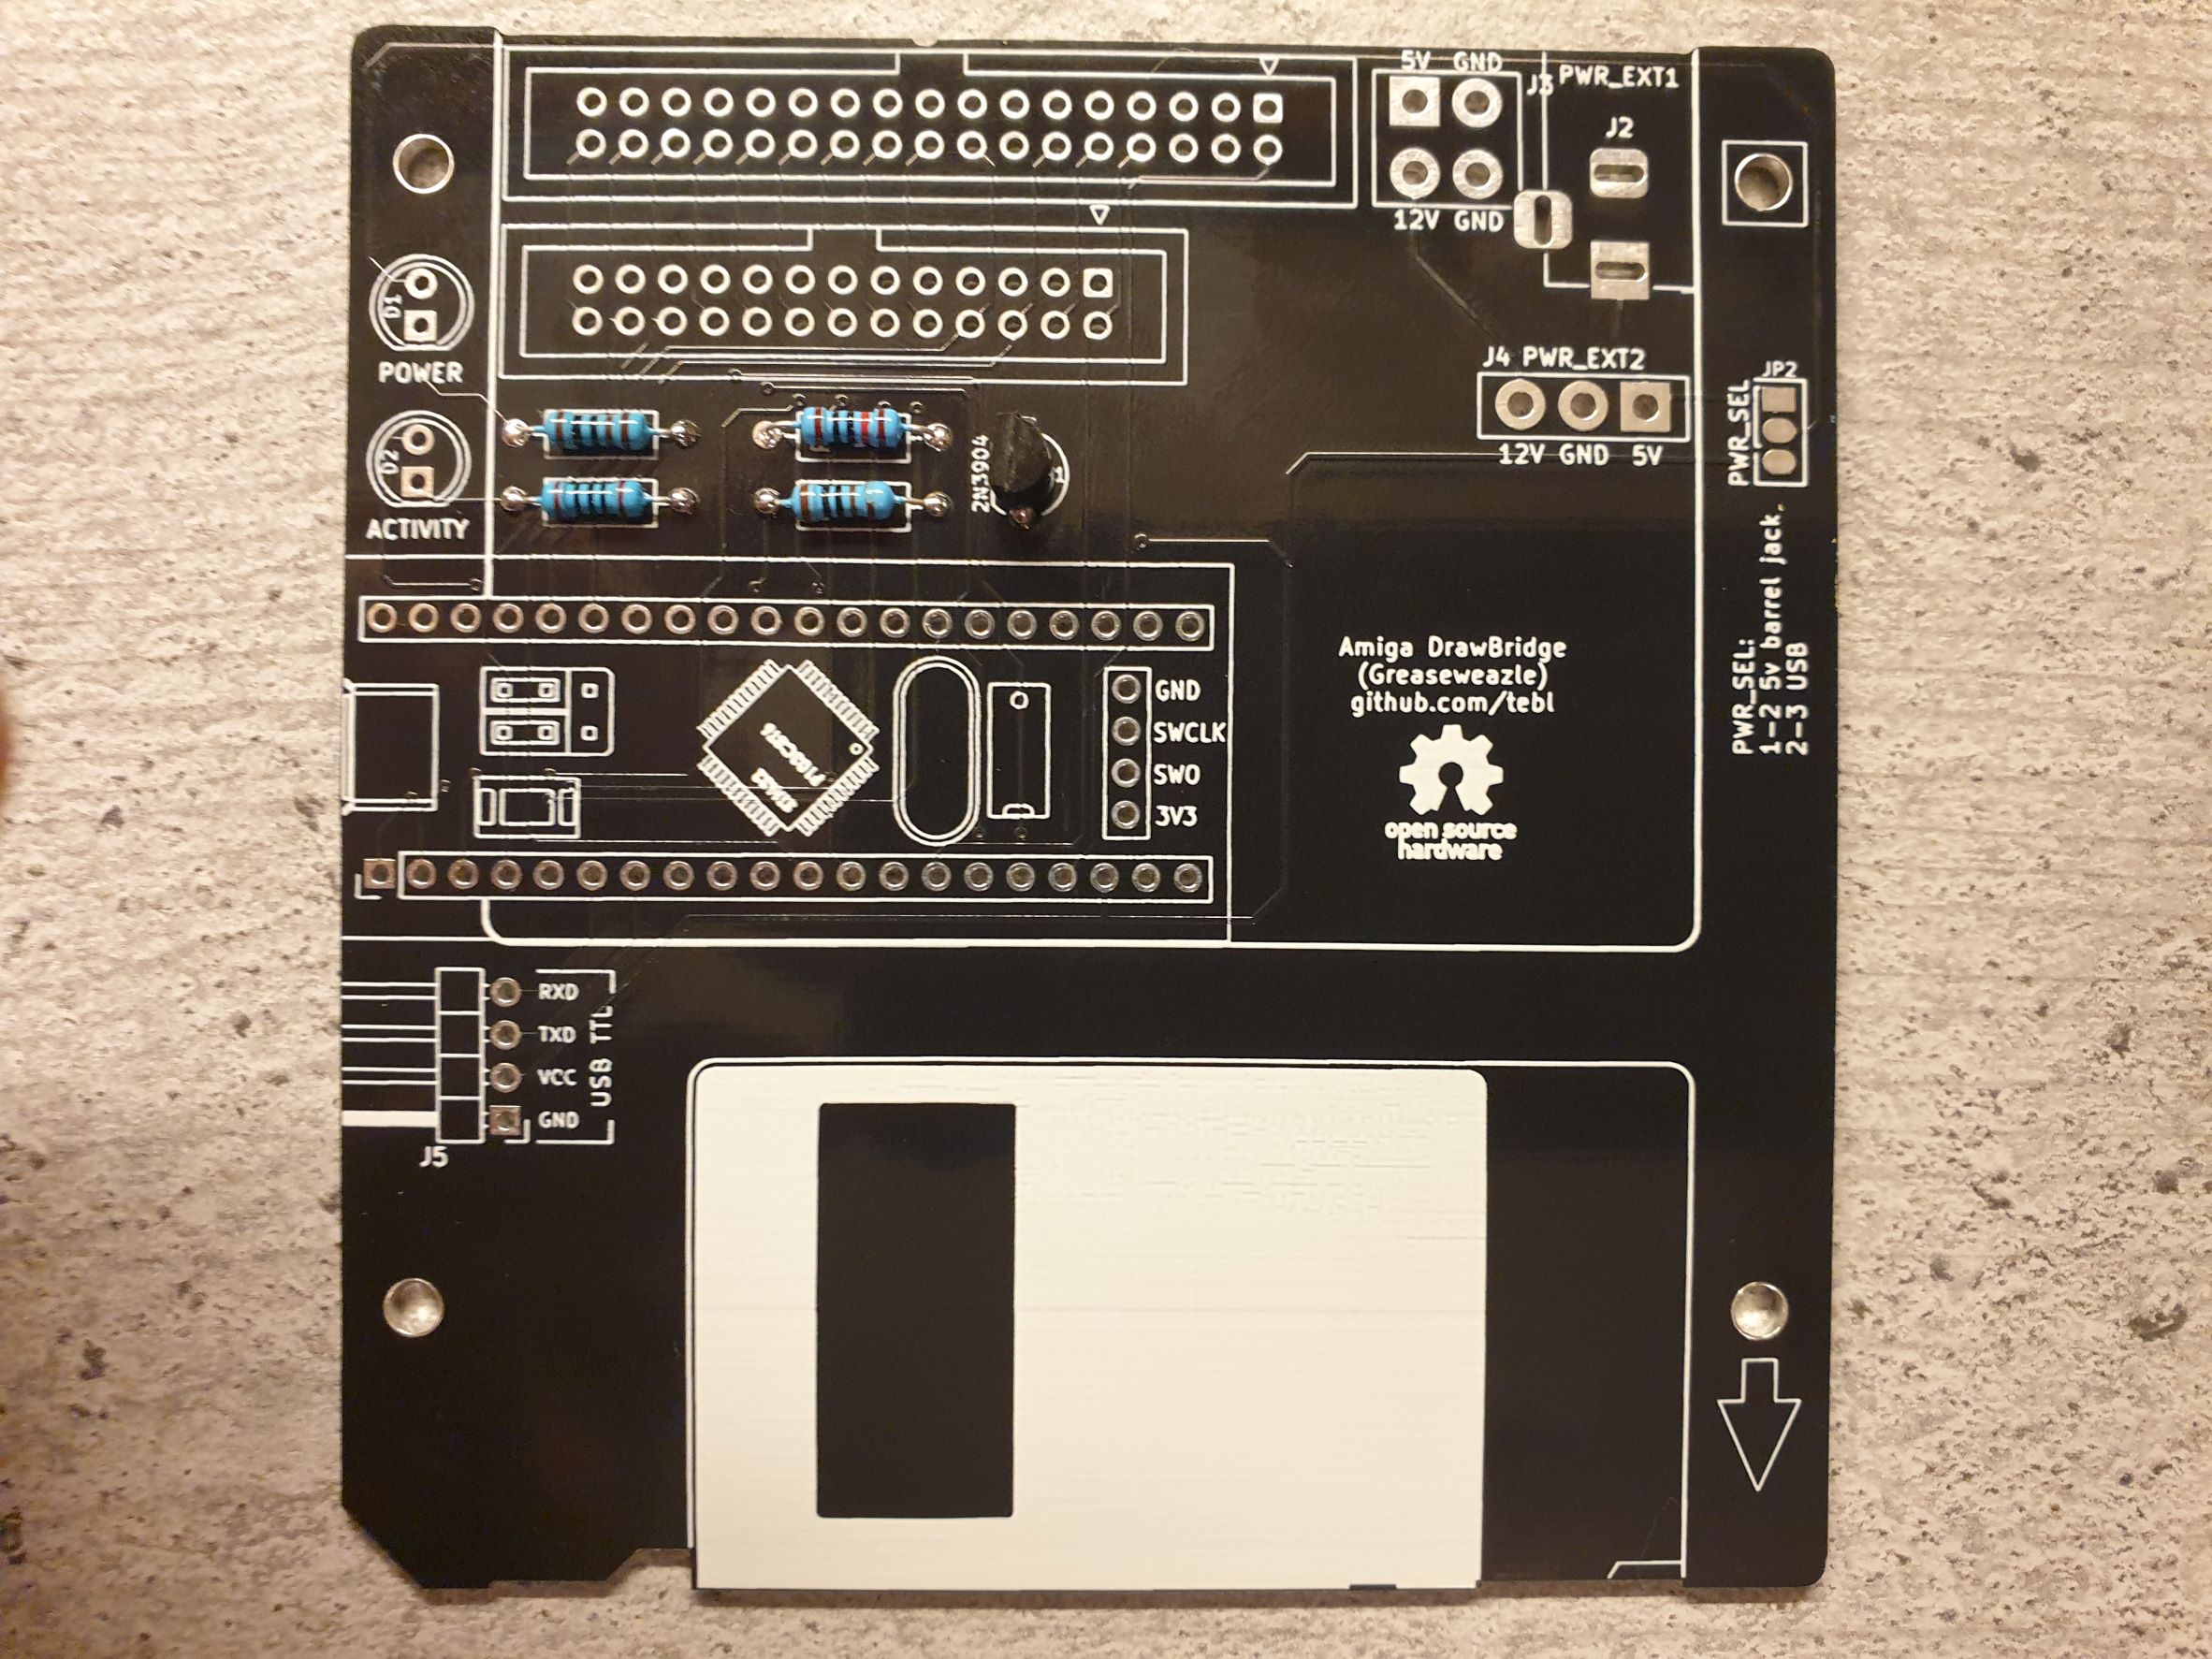 5V GND
J3
PWR_EXT1
J2
12V GND
D1
POWER
J4 PWR_EXT2
12V GND 5V
JP2
PWR_SEL
D2
ACTIVITY
2N3904
PWR_SEL:
1-2 5v barrel jack,
2-3 USB
Amiga DrawBridge
(Greaseweazle)
github.com/tebl
open source
hardware
GND
SWCLK
SWO
3V3
RXD
TXD
VCC
GND
USB TTL
J5